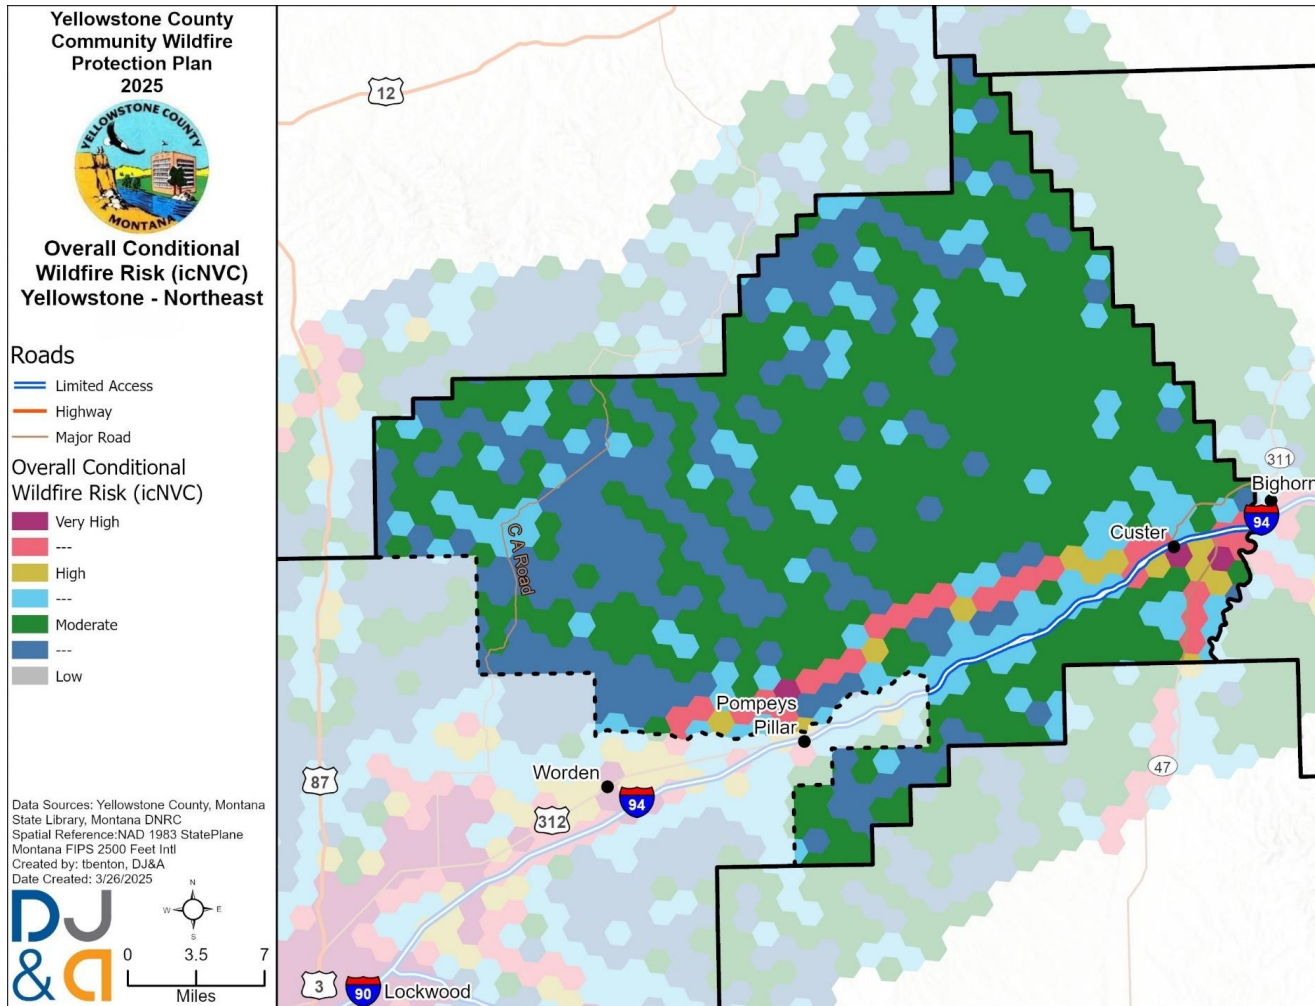 Yellowstone County
Community Wildfire
Protection Plan
2025
YELLOWSTONE COUNTY
MONTANA
Overall Conditional
Wildfire Risk (icNVC)
Yellowstone - Northeast
Roads
Limited Access
Highway
Major Road
Overall Conditional
Wildfire Risk (icNVC)
Very High
---
High
---
Moderate
---
Low
Data Sources: Yellowstone County, Montana
State Library, Montana DNRC
Spatial Reference:NAD 1983 StatePlane
Montana FIPS 2500 Feet Intl
Created by: tbenton, DJ&A
Date Created: 3/26/2025
DJ
&a
N
W E
S
0 3.5 7
Miles
12
311
Bighorn
94
Custer
C A Road
Pompeys
Pillar
Worden
94
312
87
47
3
90
Lockwood